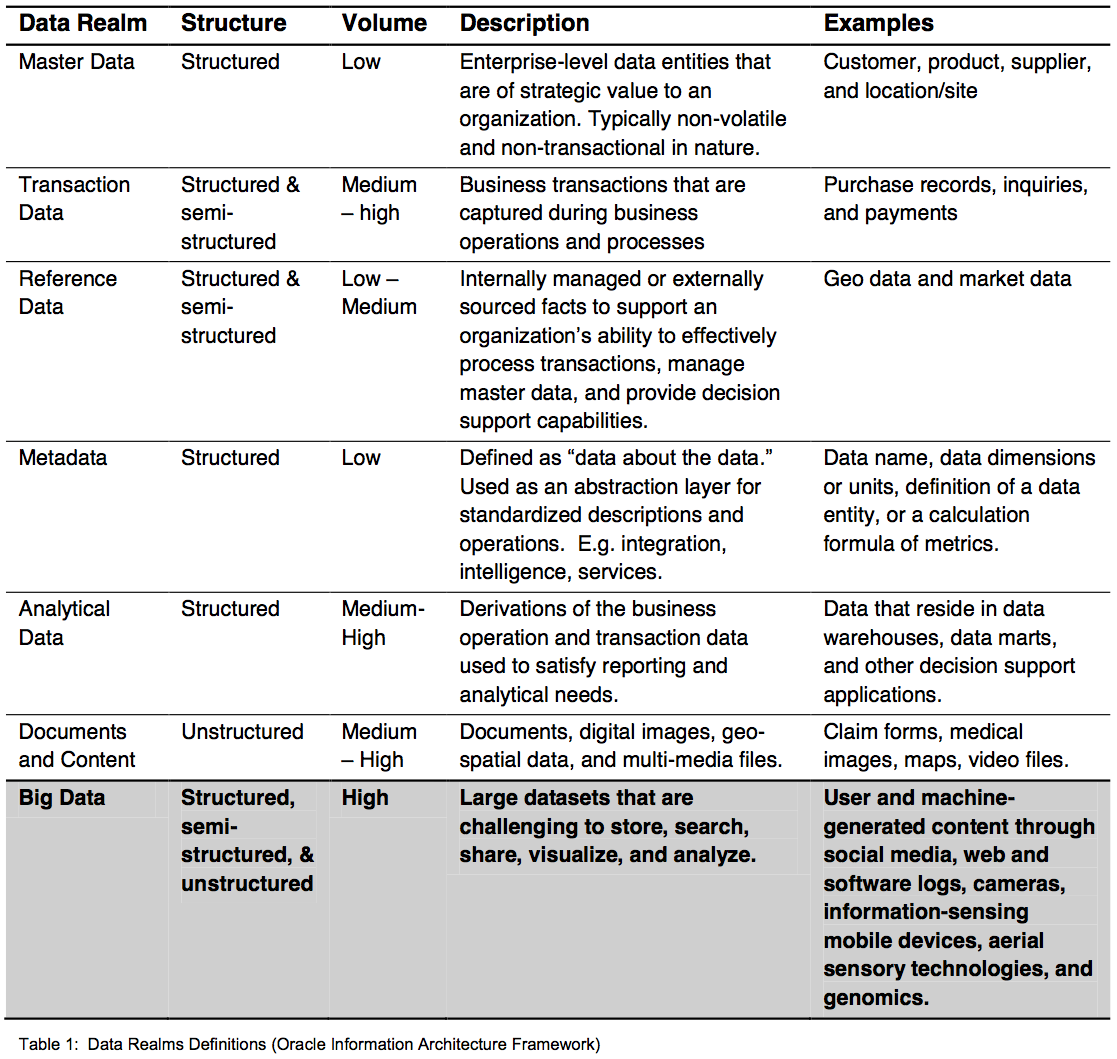 Data Realm Structure Volume Description Examples
Master Data Structured Low Enterprise-level data entities that Customer, product, supplier,
are of strategic value to an and location/site
organization. Typically non-volatile
and non-transactional in nature.
Transaction Structured & Medium Business transactions that are Purchase records, inquiries,
Data semi- – high captured during business and payments
structured operations and processes
Reference Structured & Low – Internally managed or externally Geo data and market data
Data semi- Medium sourced facts to support an
structured organization’s ability to effectively
process transactions, manage
master data, and provide decision
support capabilities.
Metadata Structured Low Defined as “data about the data.” Data name, data dimensions
Used as an abstraction layer for or units, definition of a data
standardized descriptions and entity, or a calculation
operations. E.g. integration, formula of metrics.
intelligence, services.
Analytical Structured Medium- Derivations of the business Data that reside in data
Data High operation and transaction data warehouses, data marts,
used to satisfy reporting and and other decision support
analytical needs. applications.
Documents Unstructured Medium Documents, digital images, geo- Claim forms, medical
and Content – High spatial data, and multi-media files. images, maps, video files.
Big Data Structured, High Large datasets that are User and machine-
semi- challenging to store, search, generated content through
structured, & share, visualize, and analyze. social media, web and
unstructured software logs, cameras,
information-sensing
mobile devices, aerial
sensory technologies, and
genomics.
Table 1: Data Realms Definitions (Oracle Information Architecture Framework)